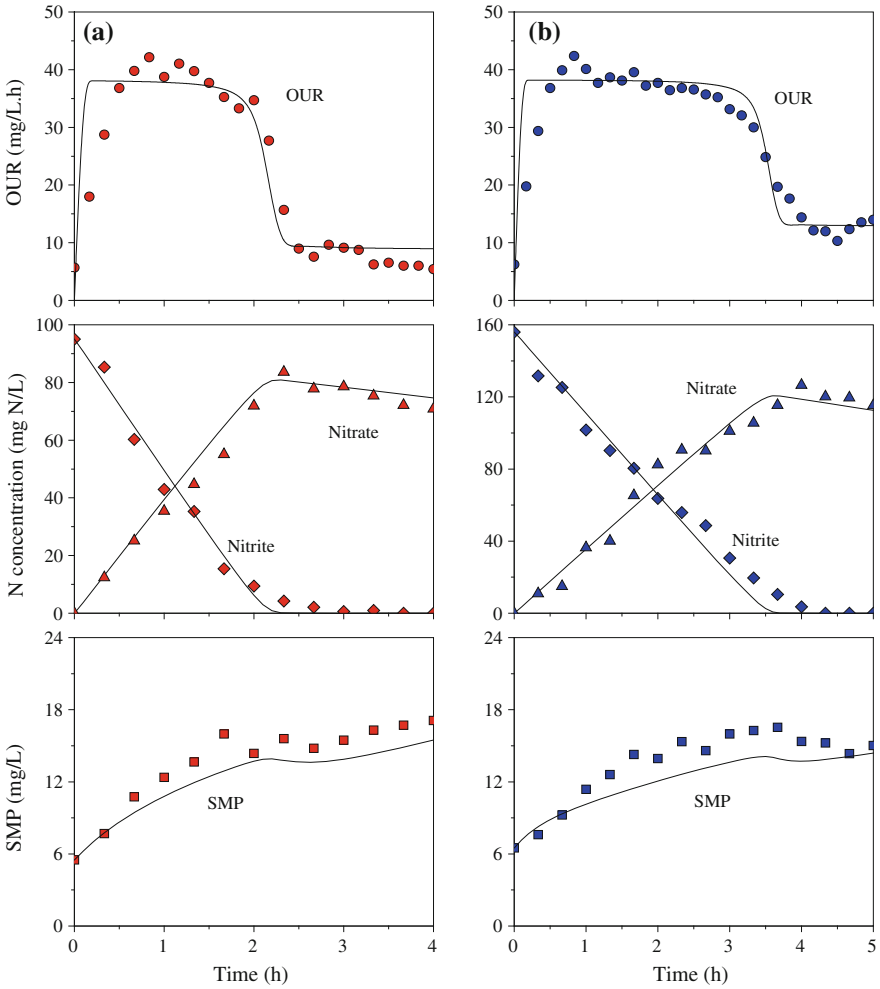 (a)
OUR (mg/L.h)
50
40
30
20
10
0
OUR
(b)
50
40
30
20
10
0
OUR
N concentration (mg N/L)
100
80
60
40
20
0
Nitrate
Nitrite
160
120
80
40
0
Nitrate
Nitrite
SMP (mg/L)
24
18
12
6
0
SMP
0 1 2 3 4
Time (h)
24
18
12
6
0
SMP
0 1 2 3 4 5
Time (h)